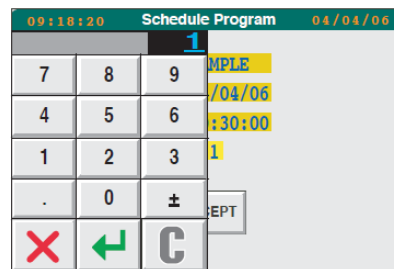 09:18:20 Schedule Program 04/04/06
1
7 8 9 MPLE
/04/06
4 5 6 :30:00
1 2 3 1
. 0 ± EPT
C